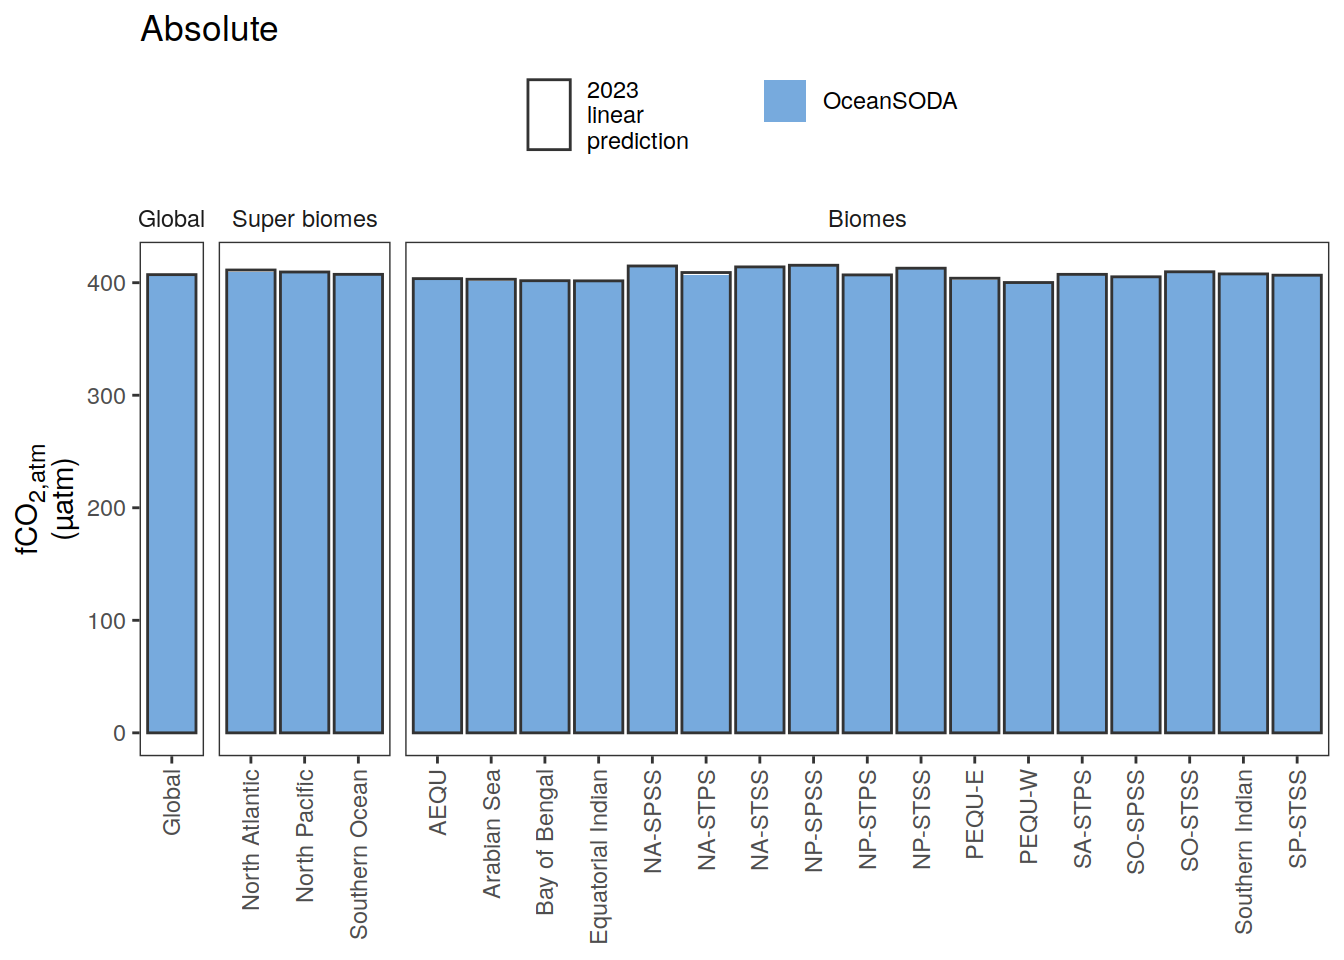 Absolute
2023
linear
prediction
OceanSODA
Global
Super biomes
Biomes
fCO2,atm
(µatm)
400
300
200
100
0
Global
North Atlantic
North Pacific
Southern Ocean
AEQU
Arabian Sea
Bay of Bengal
Equatorial Indian
NA-SPSS
NA-STPS
NA-STSS
NP-SPSS
NP-STPS
NP-STSS
PEQU-E
PEQU-W
SA-STPS
SO-SPSS
SO-STSS
Southern Indian
SP-STSS